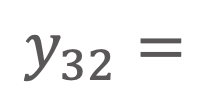 y₃₂ =